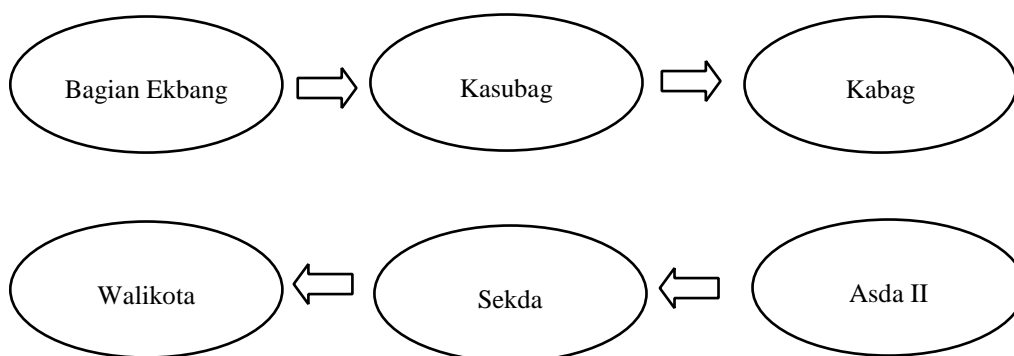 Bagian Ekbang
Kasubag
Kabag
Walikota
Sekda
Asda II